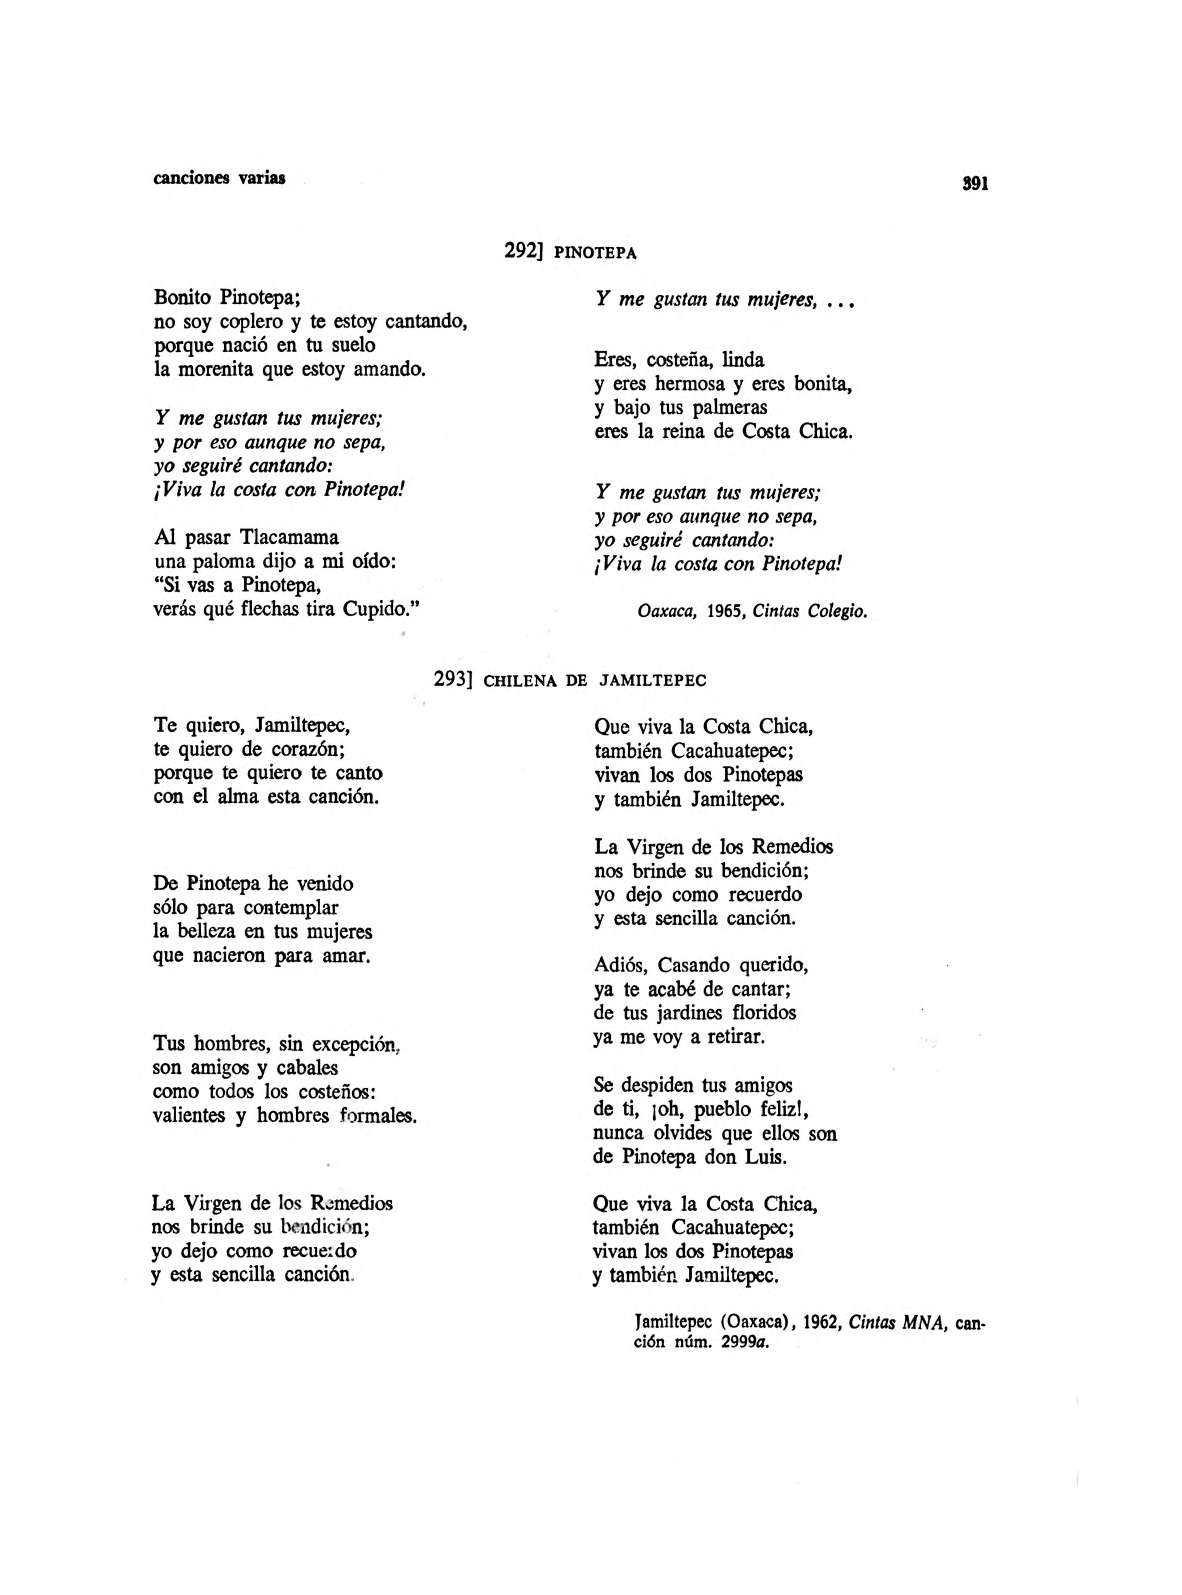 canciones varias
391
292] PINOTEPA
Bonito Pinotepa;
no soy coplero y te estoy cantando,
porque nació en tu suelo
la morenita que estoy amando.
Y me gustan tus mujeres;
y por eso aunque no sepa,
yo seguiré cantando:
¡Viva la costa con Pinotepa!
Al pasar Tlacamama
una paloma dijo a mi oído:
“Si vas a Pinotepa,
verás qué flechas tira Cupido.”
Y me gustan tus mujeres, ...
Eres, costeña, linda
y eres hermosa y eres bonita,
y bajo tus palmeras
eres la reina de Costa Chica.
Y me gustan tus mujeres;
y por eso aunque no sepa,
yo seguiré cantando:
¡Viva la costa con Pinotepa!
Oaxaca, 1965, Cintas Colegio.
293] CHILENA DE JAMILTEPEC
Te quiero, Jamiltepec,
te quiero de corazón;
porque te quiero te canto
con el alma esta canción.
De Pinotepa he venido
sólo para contemplar
la belleza en tus mujeres
que nacieron para amar.
Tus hombres, sin excepción,
son amigos y cabales
como todos los costeños:
valientes y hombres formales.
La Virgen de los Remedios
nos brinde su bendición;
yo dejo como recuerdo
y esta sencilla canción.
Que viva la Costa Chica,
también Cacahuatepec;
vivan los dos Pinotepas
y también Jamiltepec.
La Virgen de los Remedios
nos brinde su bendición;
yo dejo como recuerdo
y esta sencilla canción.
Adiós, Casando querido,
ya te acabé de cantar;
de tus jardines floridos
ya me voy a retirar.
Se despiden tus amigos
de ti, ¡oh, pueblo feliz!,
nunca olvides que ellos son
de Pinotepa don Luis.
Que viva la Costa Chica,
también Cacahuatepec;
vivan los dos Pinotepas
y también Jamiltepec.
Jamiltepec (Oaxaca), 1962, Cintas MNA, can-
ción núm. 2999a.